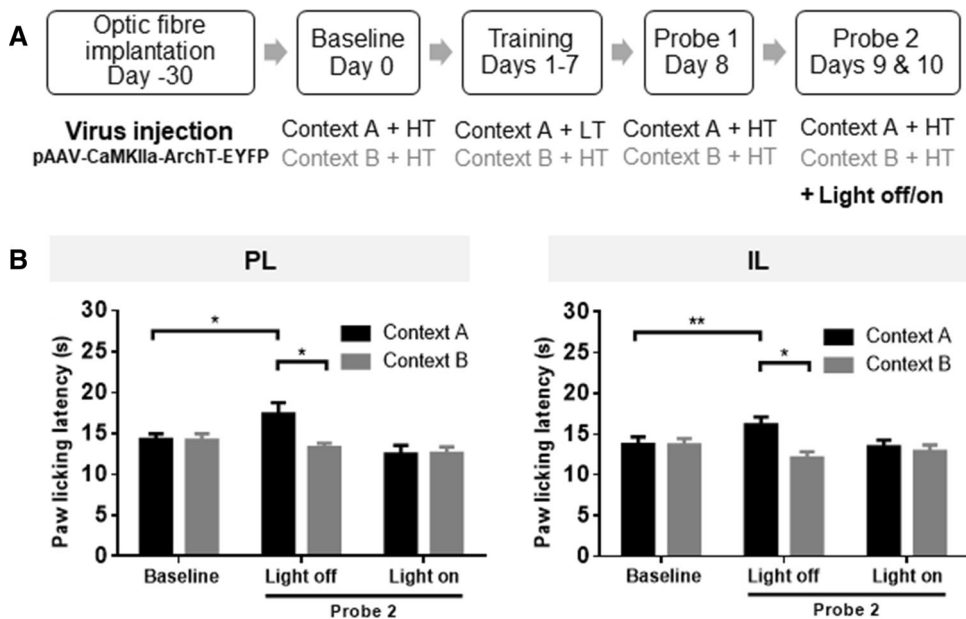 A
Optic fibre
implantation
Day -30
Baseline
Day 0
Training
Days 1-7
Probe 1
Day 8
Probe 2
Days 9 & 10
Virus injection
pAAV-CaMKIIa-ArchT-EYFP
Context A + HT
Context B + HT
Context A + LT
Context B + HT
Context A + HT
Context B + HT
Context A + HT
Context B + HT
+ Light off/on
B
PL
Paw licking latency (s)
30
25
20
15
10
5
0
*
*
Context A
Context B
Baseline
Light off
Light on
Probe 2
IL
Paw licking latency (s)
30
25
20
15
10
5
0
**
*
Context A
Context B
Baseline
Light off
Light on
Probe 2